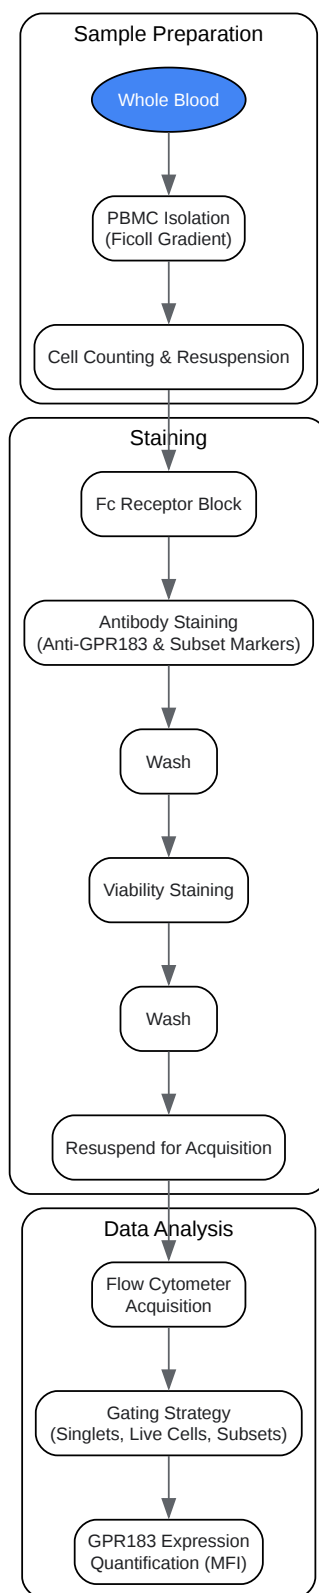 Sample Preparation
Whole Blood
PBMC Isolation
(Ficoll Gradient)
Cell Counting & Resuspension
Staining
Fc Receptor Block
Antibody Staining
(Anti-GPR183 & Subset Markers)
Wash
Viability Staining
Wash
Resuspend for Acquisition
Data Analysis
Flow Cytometer
Acquisition
Gating Strategy
(Singlets, Live Cells, Subsets)
GPR183 Expression
Quantification (MFI)